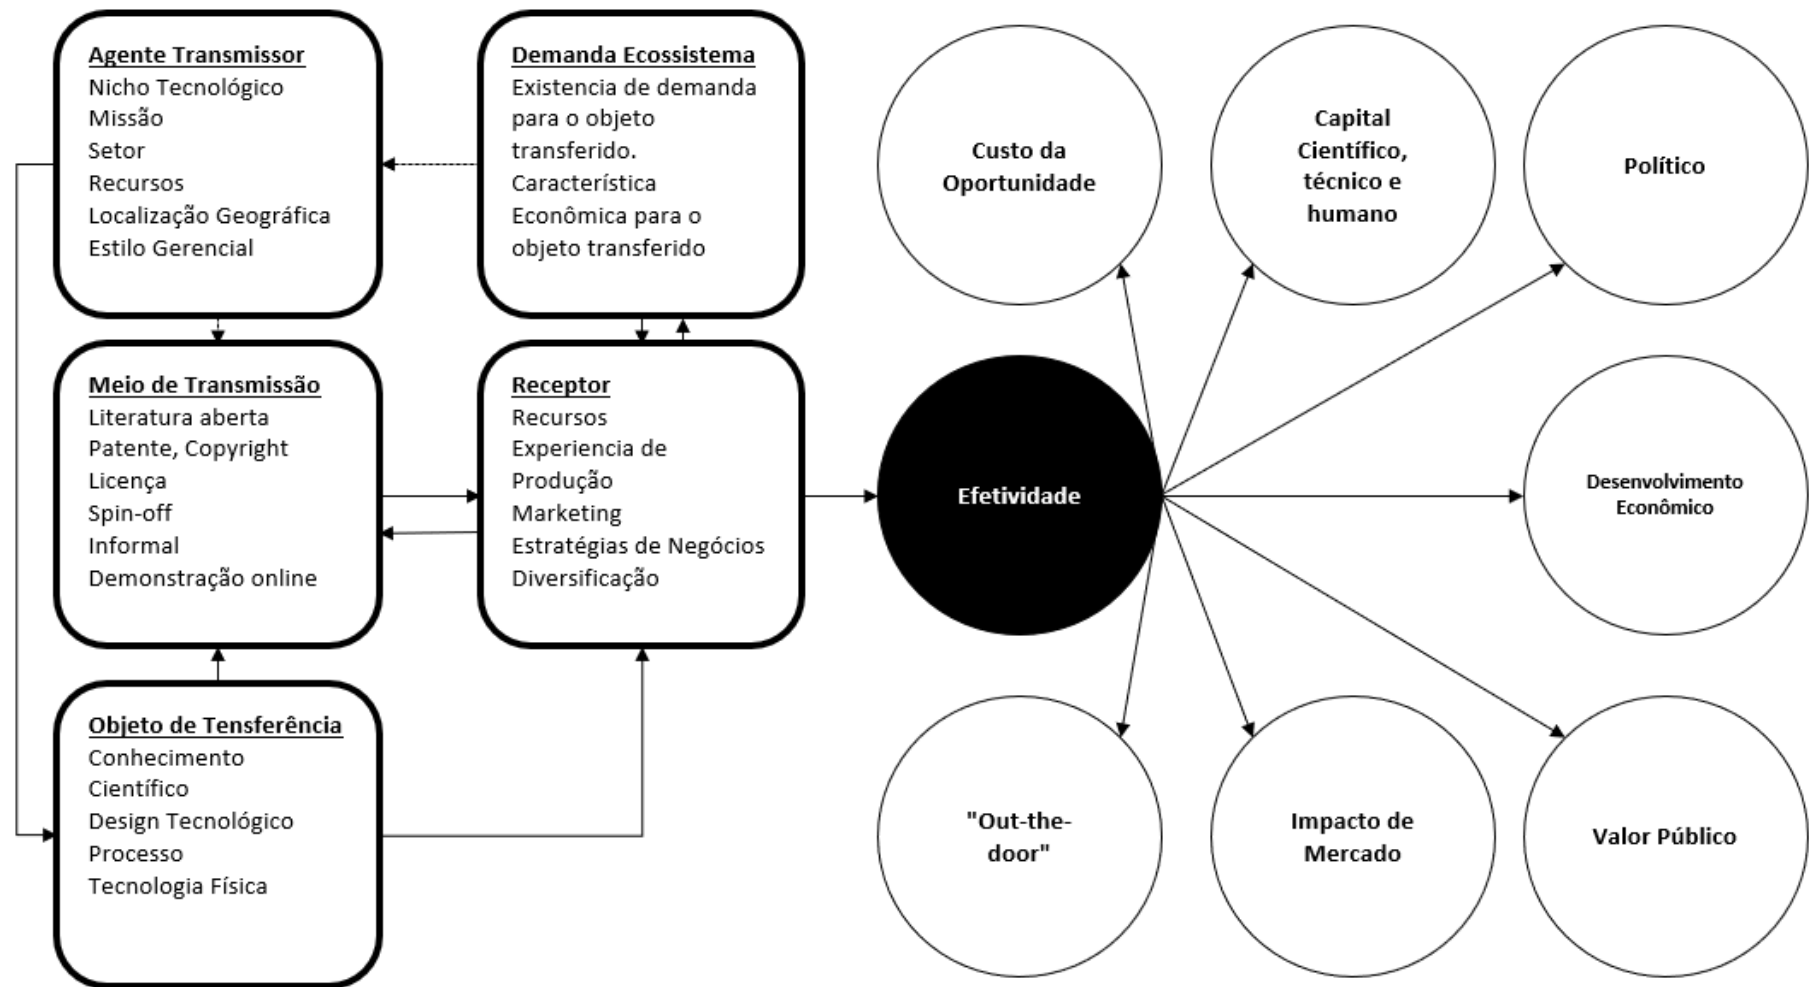 Agente Transmissor
Nicho Tecnológico
Missão
Setor
Recursos
Localização Geográfica
Estilo Gerencial
Demanda Ecossistema
Existencia de demanda
para o objeto
transferido.
Característica
Econômica para o
objeto transferido
Meio de Transmissão
Literatura aberta
Patente, Copyright
Licença
Spin-off
Informal
Demonstração online
Receptor
Recursos
Experiencia de
Produção
Marketing
Estratégias de Negócios
Diversificação
Objeto de Tensferência
Conhecimento
Científico
Design Tecnológico
Processo
Tecnologia Física
Custo da
Oportunidade
Capital
Científico,
técnico e
humano
Político
Efetividade
Desenvolvimento
Econômico
"Out-the-
door"
Impacto de
Mercado
Valor Público